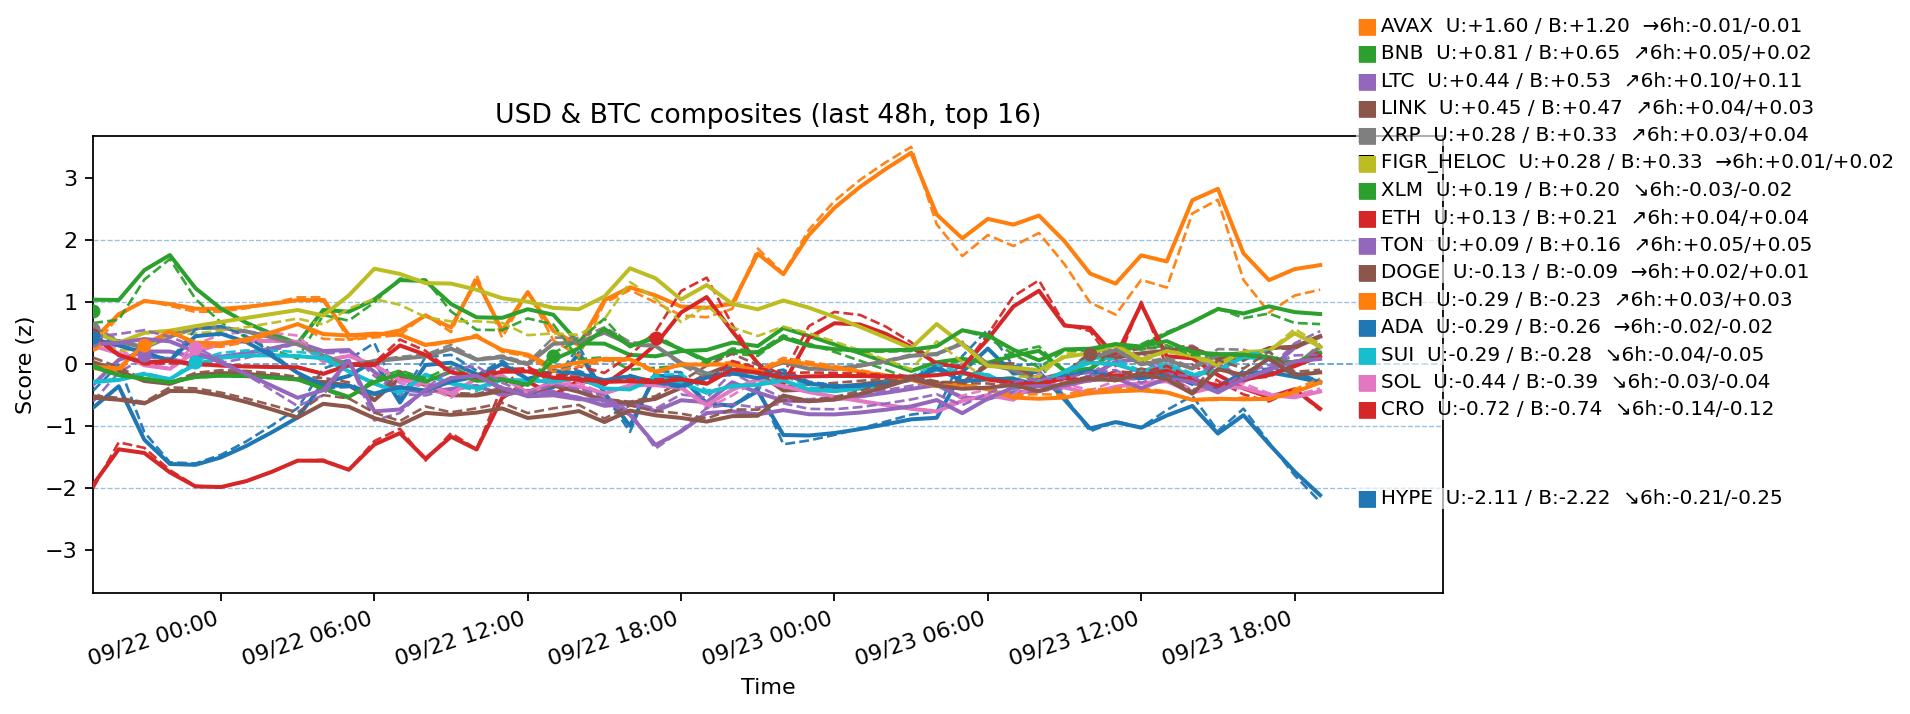 AVAX U:+1.60 / B:+1.20 →6h:-0.01/-0.01
BNB U:+0.81 / B:+0.65 ↗6h:+0.05/+0.02
LTC U:+0.44 / B:+0.53 ↗6h:+0.10/+0.11
LINK U:+0.45 / B:+0.47 ↗6h:+0.04/+0.03
XRP U:+0.28 / B:+0.33 ↗6h:+0.03/+0.04
FIGR_HELOC U:+0.28 / B:+0.33 →6h:+0.01/+0.02
XLM U:+0.19 / B:+0.20 ↘6h:-0.03/-0.02
ETH U:+0.13 / B:+0.21 ↗6h:+0.04/+0.04
TON U:+0.09 / B:+0.16 ↗6h:+0.05/+0.05
DOGE U:-0.13 / B:-0.09 →6h:+0.02/+0.01
BCH U:-0.29 / B:-0.23 ↗6h:+0.03/+0.03
ADA U:-0.29 / B:-0.26 →6h:-0.02/-0.02
SUI U:-0.29 / B:-0.28 ↘6h:-0.04/-0.05
SOL U:-0.44 / B:-0.39 ↘6h:-0.03/-0.04
CRO U:-0.72 / B:-0.74 ↘6h:-0.14/-0.12
HYPE U:-2.11 / B:-2.22 ↘6h:-0.21/-0.25
USD & BTC composites (last 48h, top 16)
Score (z)
3
2
1
0
−1
−2
−3
09/22 00:00
09/22 06:00
09/22 12:00
09/22 18:00
09/23 00:00
09/23 06:00
09/23 12:00
09/23 18:00
Time